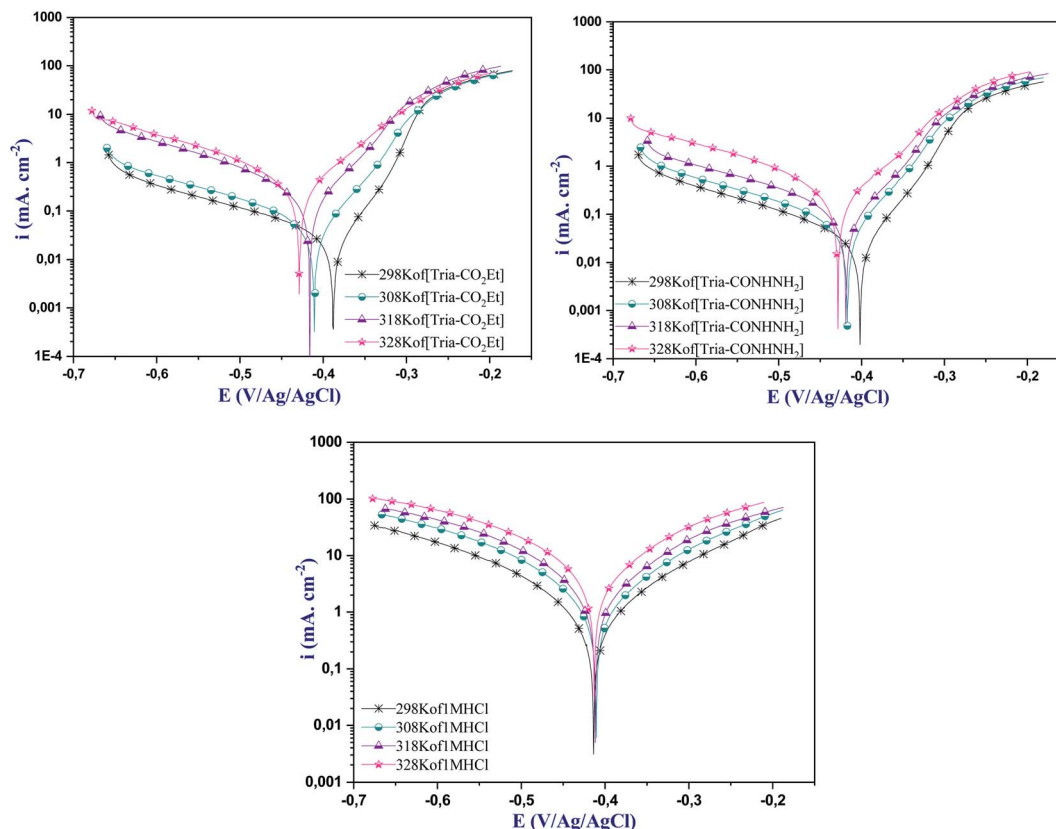 1000
100
10
1
0,1
0,01
0,001
1E-4
i (mA. cm⁻²)
298Kof[Tria-CO₂Et]
308Kof[Tria-CO₂Et]
318Kof[Tria-CO₂Et]
328Kof[Tria-CO₂Et]
-0,7 -0,6 -0,5 -0,4 -0,3 -0,2
E (V/Ag/AgCl)
1000
100
10
1
0,1
0,01
0,001
1E-4
i (mA. cm⁻²)
298Kof[Tria-CONHNH₂]
308Kof[Tria-CONHNH₂]
318Kof[Tria-CONHNH₂]
328Kof[Tria-CONHNH₂]
-0,7 -0,6 -0,5 -0,4 -0,3 -0,2
E (V/Ag/AgCl)
1000
100
10
1
0,1
0,01
0,001
i (mA. cm⁻²)
298Kof1MHCl
308Kof1MHCl
318Kof1MHCl
328Kof1MHCl
-0,7 -0,6 -0,5 -0,4 -0,3 -0,2
E (V/Ag/AgCl)